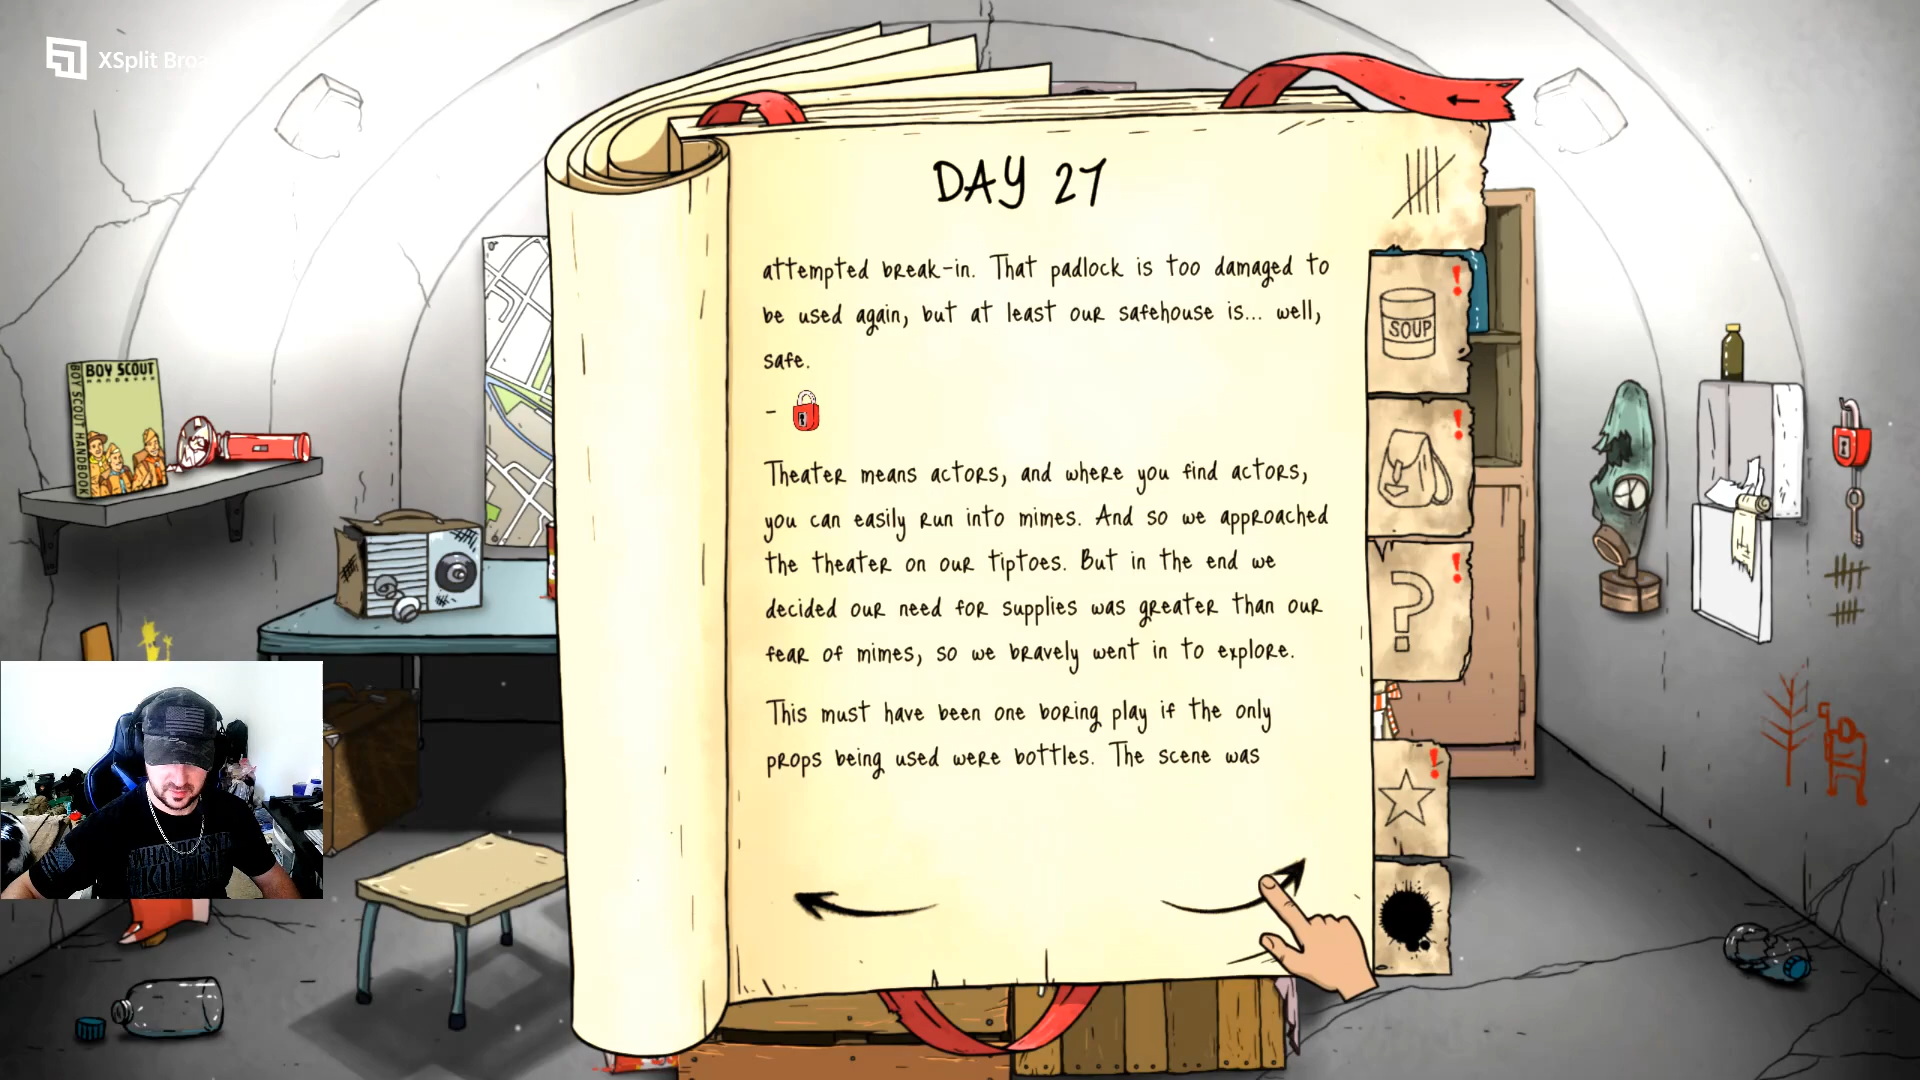 XSplit Broa
DAY 27
attempted break-in. That padlock is too damaged to
be used again, but at least our safehouse is... well,
safe.
-
Theater means actors, and where you find actors,
you can easily run into mimes. And so we approached
the theater on our tiptoes. But in the end we
decided our need for supplies was greater than our
fear of mimes, so we bravely went in to explore.
This must have been one boring play if the only
props being used were bottles. The scene was
SOUP
!
!
?
!
!
BOY SCOUT
HANDBOOK
BOY SCOUT HANDBOOK